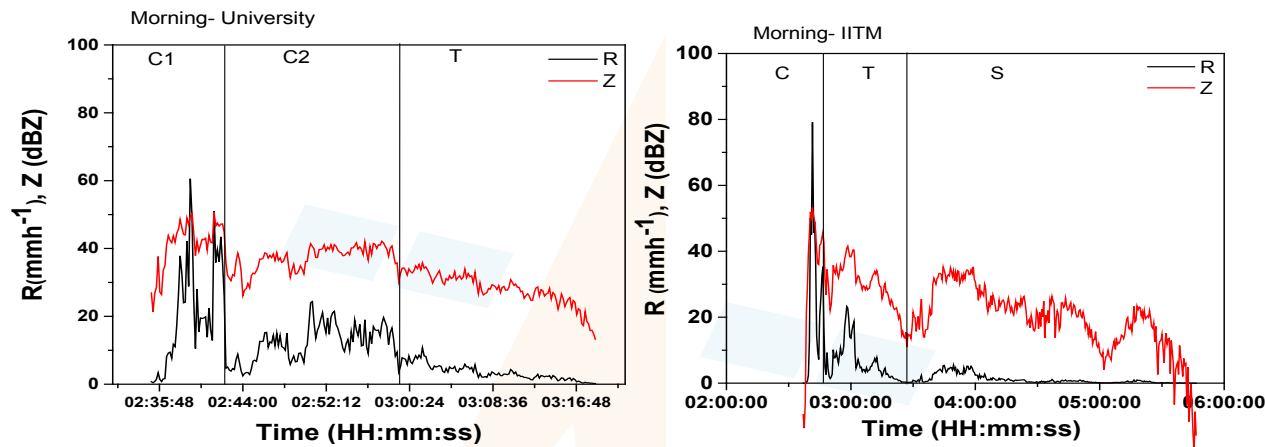 Morning- University
C1 C2 T
R
Z
100
80
60
40
20
0
R(mmh-1), Z (dBZ)
02:35:48 02:44:00 02:52:12 03:00:24 03:08:36 03:16:48
Time (HH:mm:ss)
Morning- IITM
C T S
R
Z
100
80
60
40
20
0
R (mmh-1), Z (dBZ)
02:00:00 03:00:00 04:00:00 05:00:00 06:00:00
Time (HH:mm:ss)